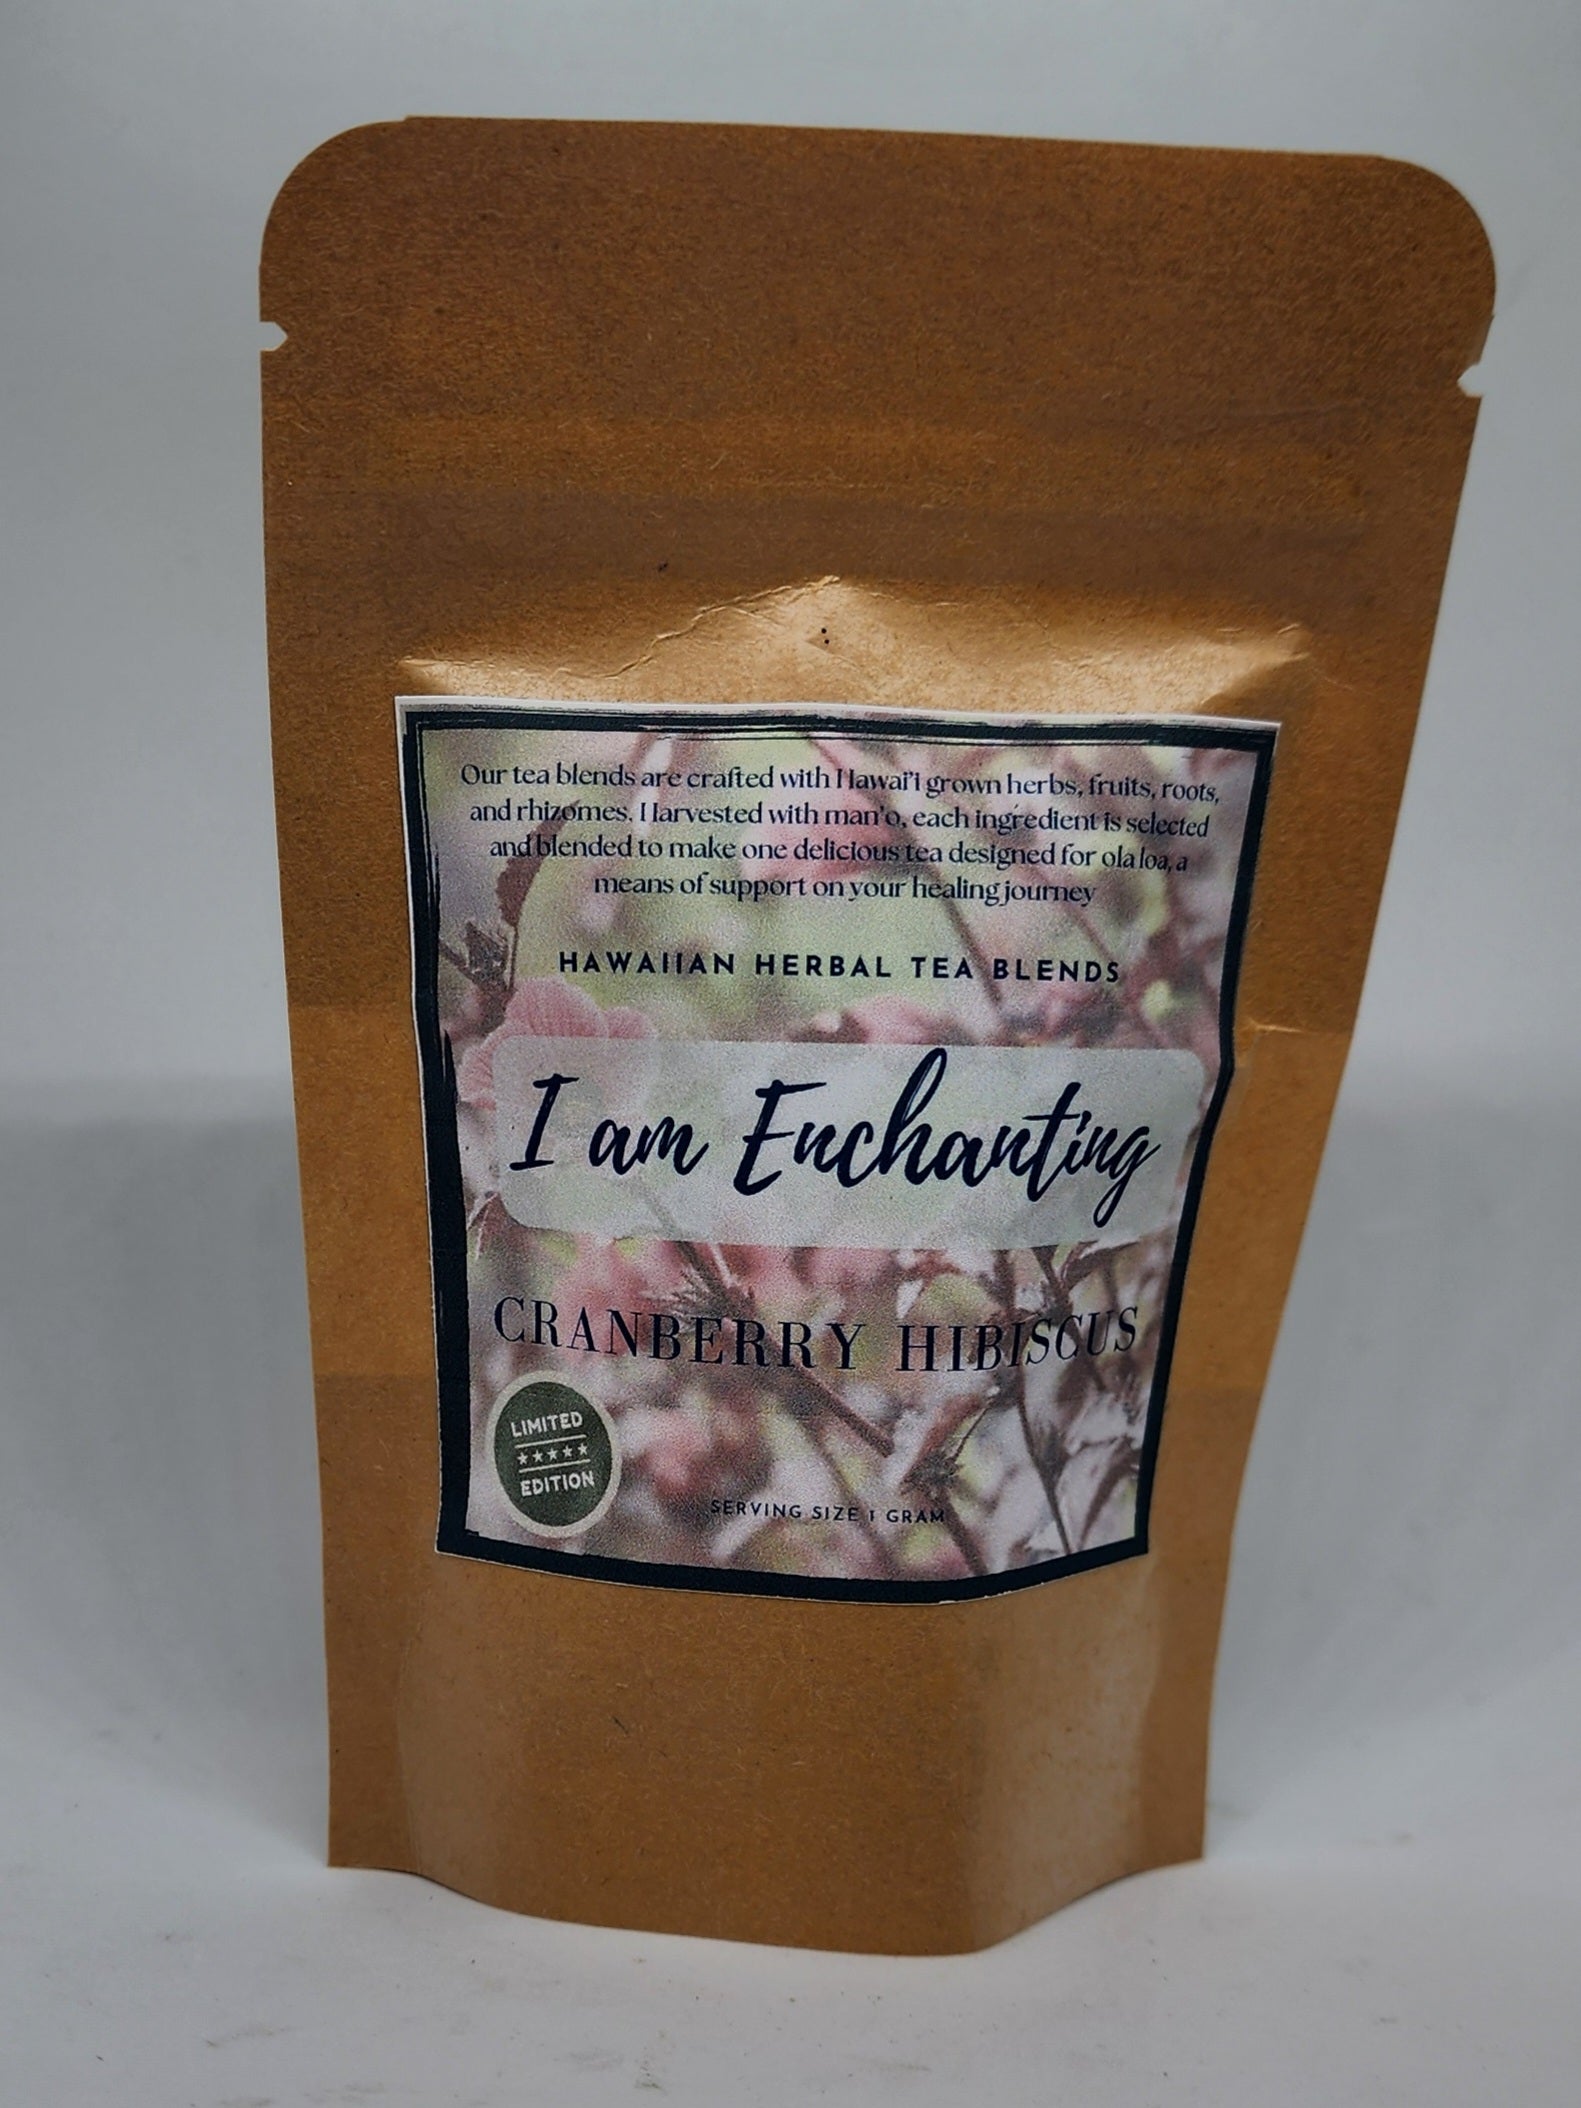 Our tea blends are crafted with Hawai'i grown herbs, fruits, roots,
and rhizomes. Harvested with man'o, each ingredient is selected
and blended to make one delicious tea designed for ola loa, a
means of support on your healing journey
HAWAIIAN HERBAL TEA BLENDS
I am Enchanting
CRANBERRY HIBISCUS
LIMITED
EDITION
SERVING SIZE 1 GRAM